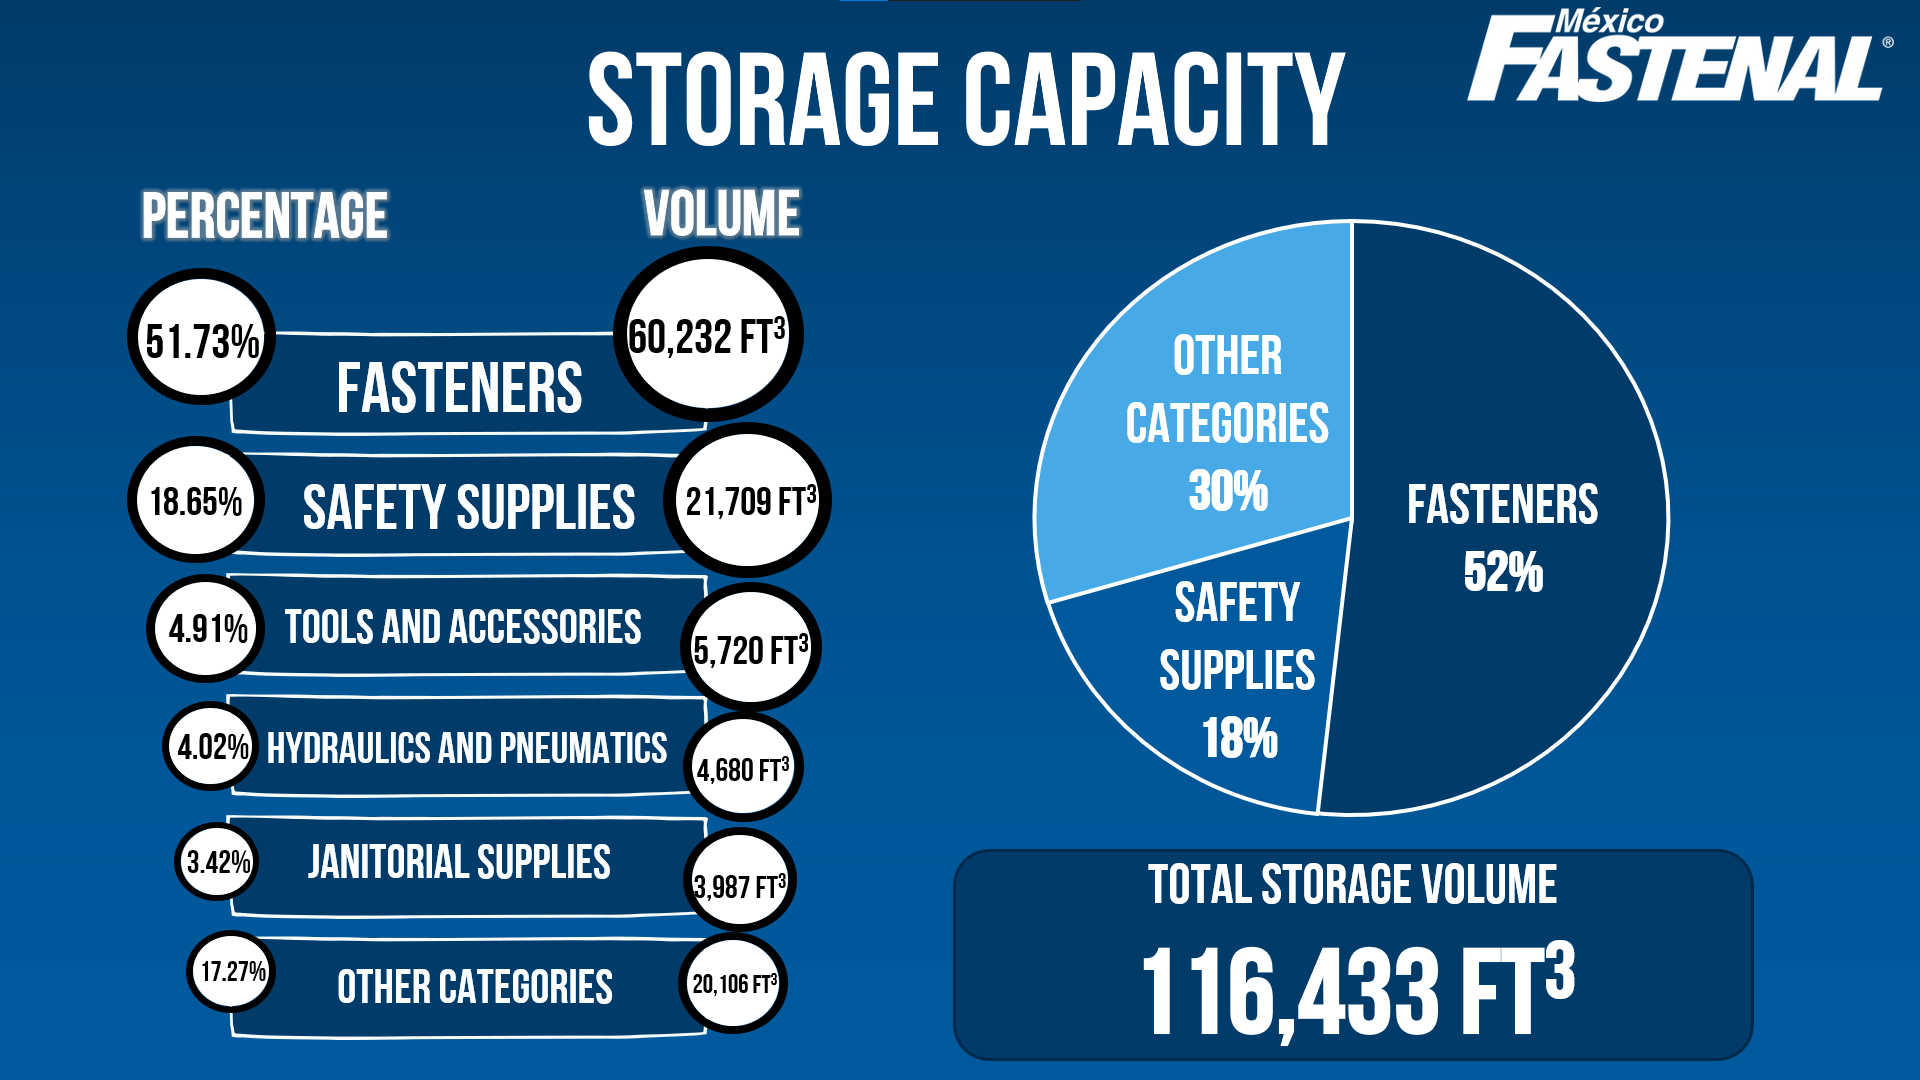 México
FASTENAL®
STORAGE CAPACITY
PERCENTAGE
VOLUME
51.73%
FASTENERS
60,232 FT³
18.65%
SAFETY SUPPLIES
21,709 FT³
4.91%
TOOLS AND ACCESSORIES
5,720 FT³
4.02%
HYDRAULICS AND PNEUMATICS
4,680 FT³
3.42%
JANITORIAL SUPPLIES
3,987 FT³
17.27%
OTHER CATEGORIES
20,106 FT³
OTHER
CATEGORIES
30%
FASTENERS
52%
SAFETY
SUPPLIES
18%
TOTAL STORAGE VOLUME
116,433 FT³